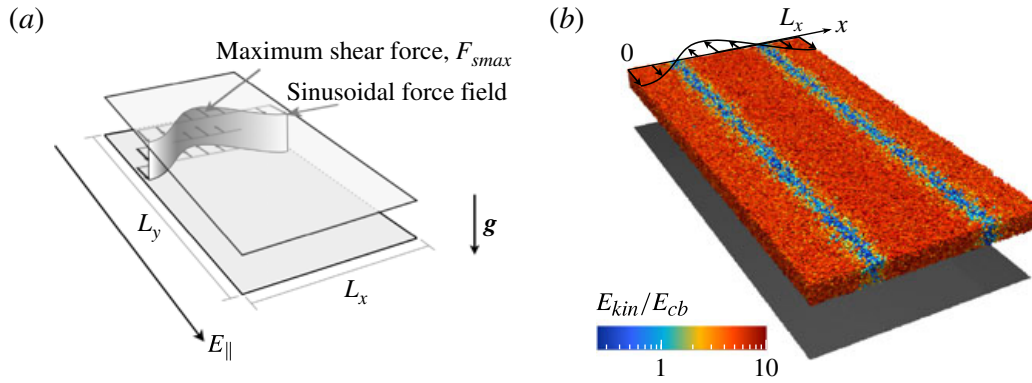 (a)
Maximum shear force, F_smax
Sinusoidal force field
L_y
g
L_x
E_∥
(b)
L_x
x
0
E_kin/E_cb
1
10